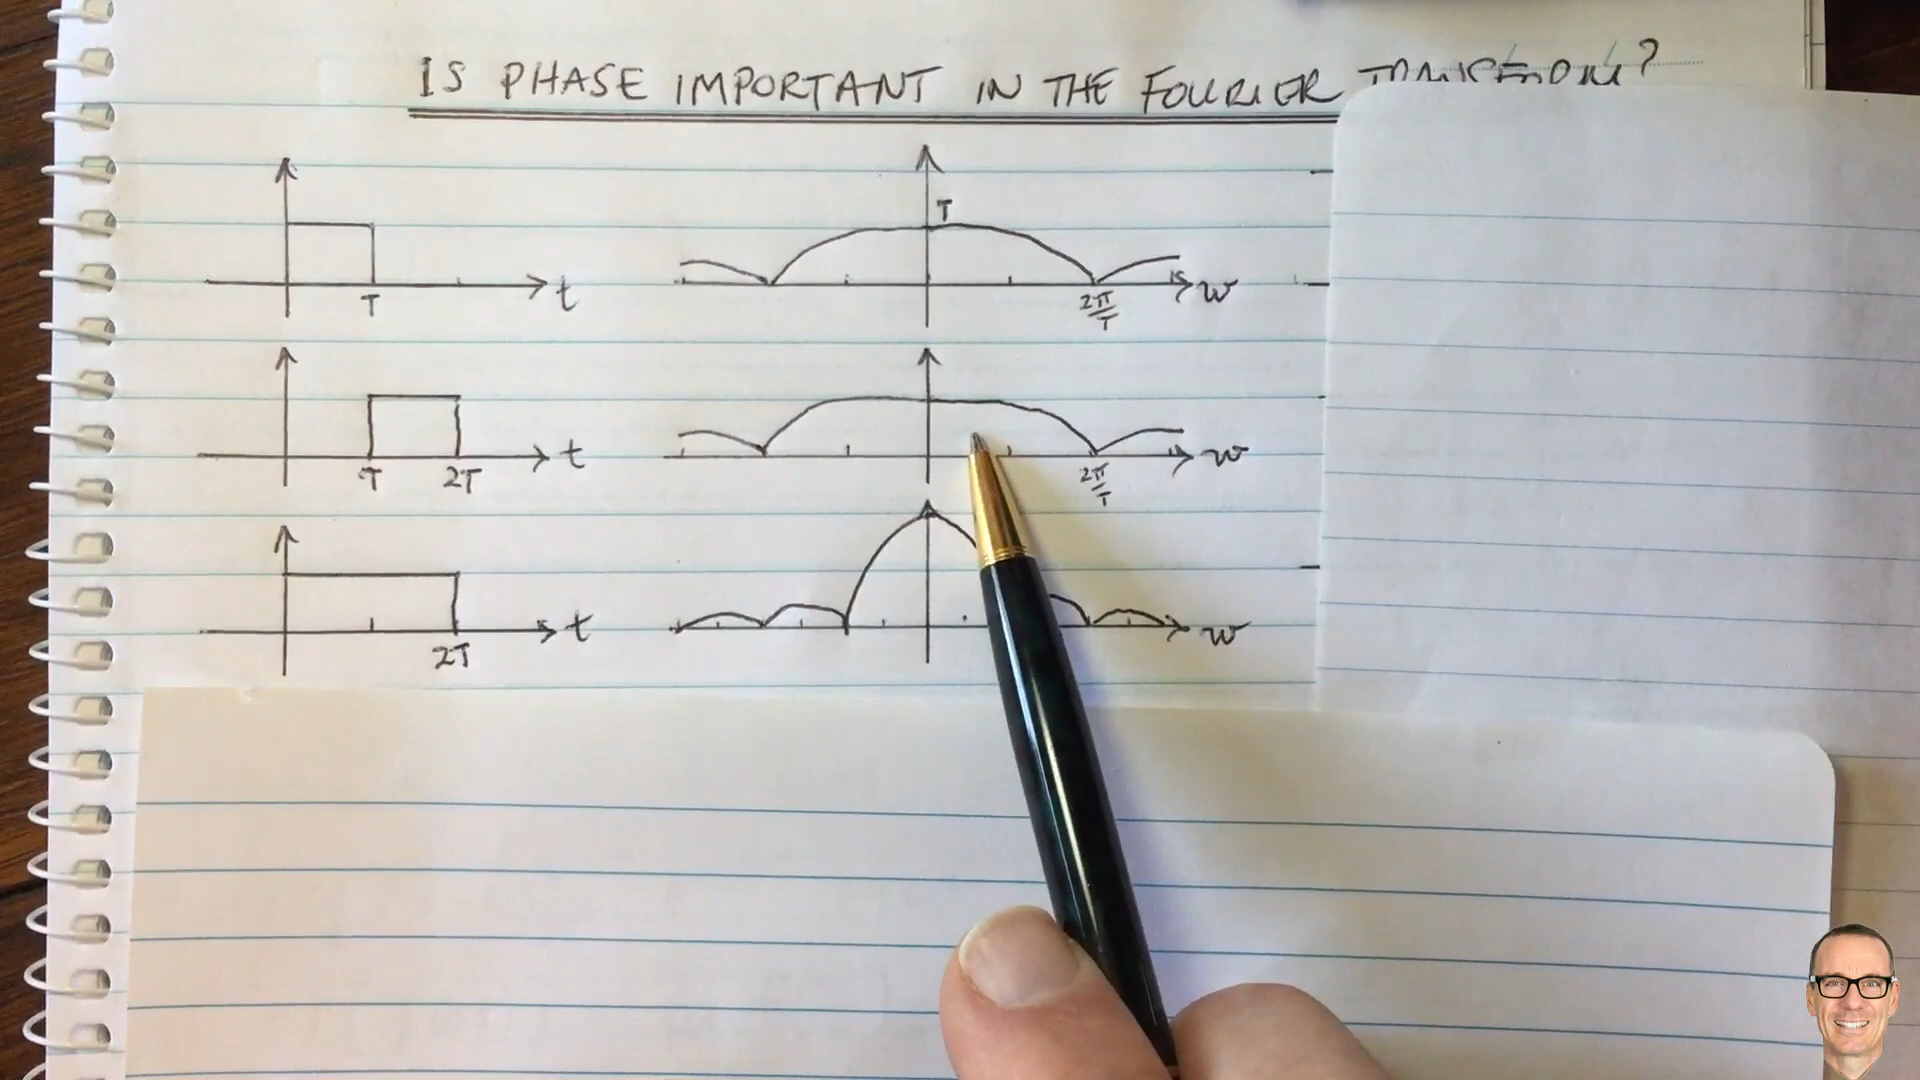 IS PHASE IMPORTANT IN THE FOURIER
T
T
t
2π/T
w
T
2T
t
2π/T
w
2T
t
w